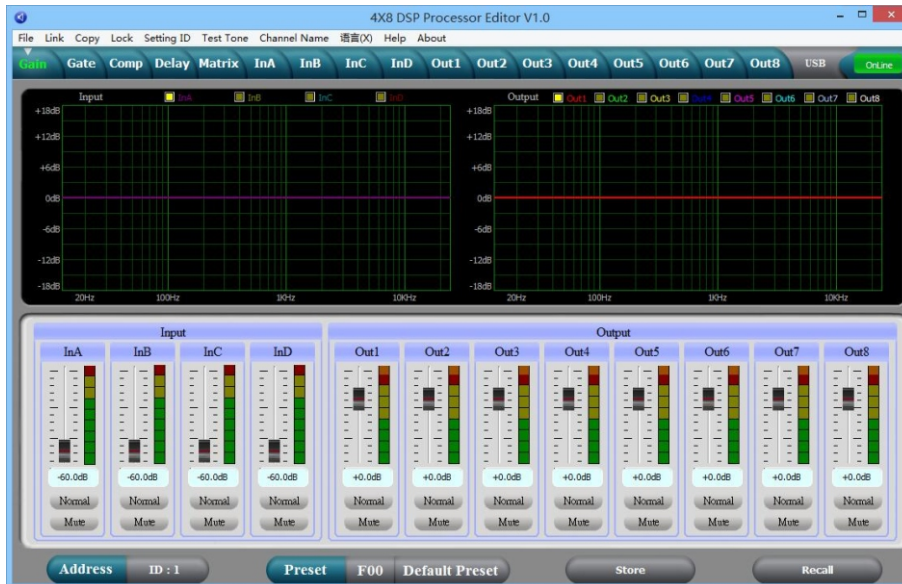 4X8 DSP Processor Editor V1.0
File Link Copy Lock Setting ID Test Tone Channel Name 语言(X) Help About
Gain Gate Comp Delay Matrix InA InB InC InD Out1 Out2 Out3 Out4 Out5 Out6 Out7 Out8 USB OnLine
Input InA InB InC InD
Output Out1 Out2 Out3 Out4 Out5 Out6 Out7 Out8
+18dB
+12dB
+6dB
0dB
-6dB
-12dB
-18dB
20Hz 100Hz 1KHz 10KHz
+18dB
+12dB
+6dB
0dB
-6dB
-12dB
-18dB
20Hz 100Hz 1KHz 10KHz
Input Output
InA InB InC InD Out1 Out2 Out3 Out4 Out5 Out6 Out7 Out8
-60.0dB -60.0dB -60.0dB -60.0dB +0.0dB +0.0dB +0.0dB +0.0dB +0.0dB +0.0dB +0.0dB +0.0dB
Normal Normal Normal Normal Normal Normal Normal Normal Normal Normal Normal Normal
Mute Mute Mute Mute Mute Mute Mute Mute Mute Mute Mute Mute
Address ID : 1 Preset F00 Default Preset Store Recall